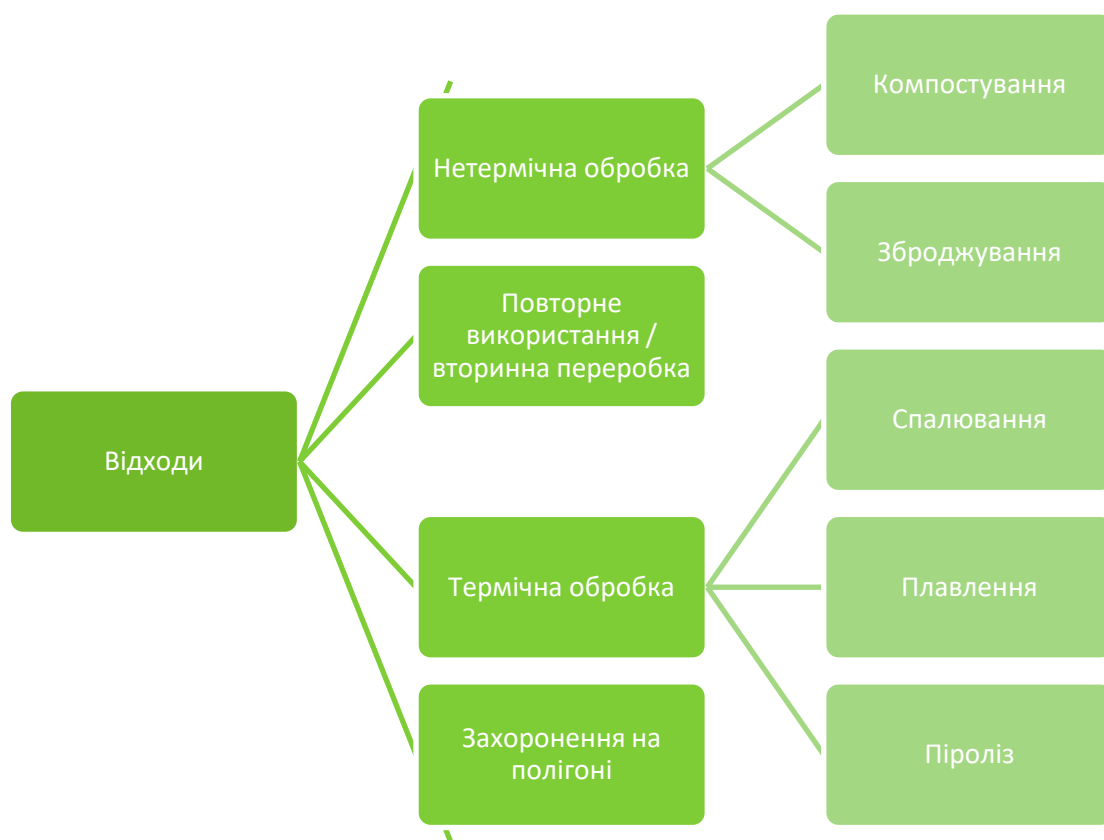 Відходи
Нетермічна обробка
Компостування
Зброджування
Повторне
використання /
вторинна переробка
Термічна обробка
Спалювання
Плавлення
Піроліз
Захоронення на
полігоні